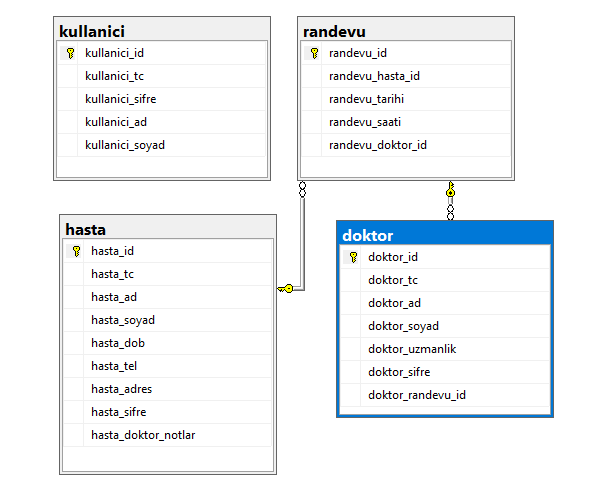 kullanici
kullanici_id
kullanici_tc
kullanici_sifre
kullanici_ad
kullanici_soyad
randevu
randevu_id
randevu_hasta_id
randevu_tarihi
randevu_saati
randevu_doktor_id
hasta
hasta_id
hasta_tc
hasta_ad
hasta_soyad
hasta_dob
hasta_tel
hasta_adres
hasta_sifre
hasta_doktor_notlar
doktor
doktor_id
doktor_tc
doktor_ad
doktor_soyad
doktor_uzmanlik
doktor_sifre
doktor_randevu_id